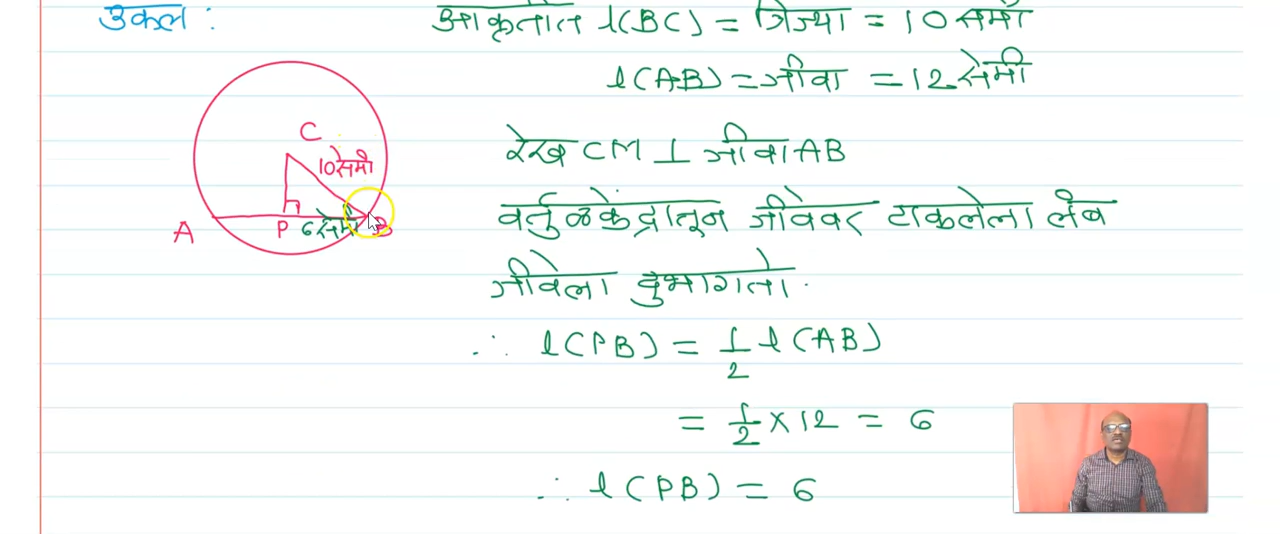 उकल :
आकृतीत l(BC) = त्रिज्या = 10 सेमी
l(AB) = जीवा = 12 सेमी
C
10 सेमी
A
P
6 सेमी
B
रेख CM ⊥ जीवा AB
वर्तुळकेंद्रातून जीवेवर टाकलेला लंब
जीवेला दुभागतो.
∴ l(PB) = 1/2 l(AB)
= 1/2 × 12 = 6
∴ l(PB) = 6